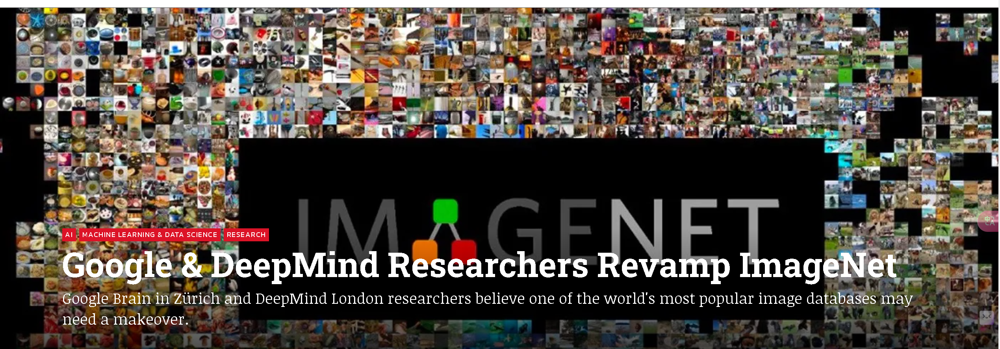 IMAGENET
AI
MACHINE LEARNING & DATA SCIENCE
RESEARCH
Google & DeepMind Researchers Revamp ImageNet
Google Brain in Zürich and DeepMind London researchers believe one of the world's most popular image databases may
need a makeover.
中
A